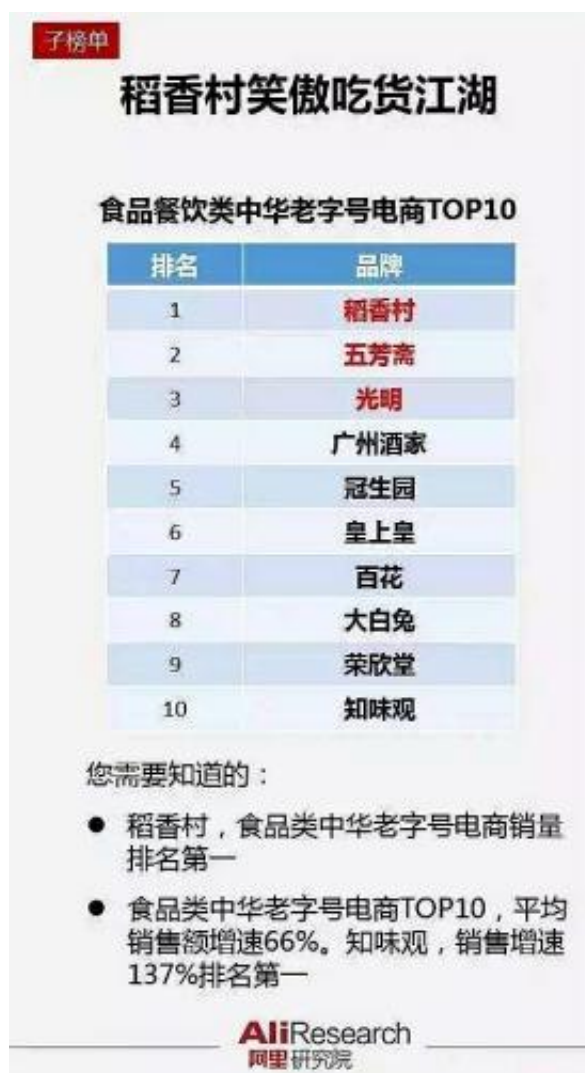 子榜单
稻香村笑傲吃货江湖
食品餐饮类中华老字号电商TOP10
排名 品牌
1 稻香村
2 五芳斋
3 光明
4 广州酒家
5 冠生园
6 皇上皇
7 百花
8 大白兔
9 荣欣堂
10 知味观
您需要知道的：
● 稻香村，食品类中华老字号电商销量
排名第一
● 食品类中华老字号电商TOP10，平均
销售额增速66%。知味观，销售增速
137%排名第一
AliResearch
阿里研究院